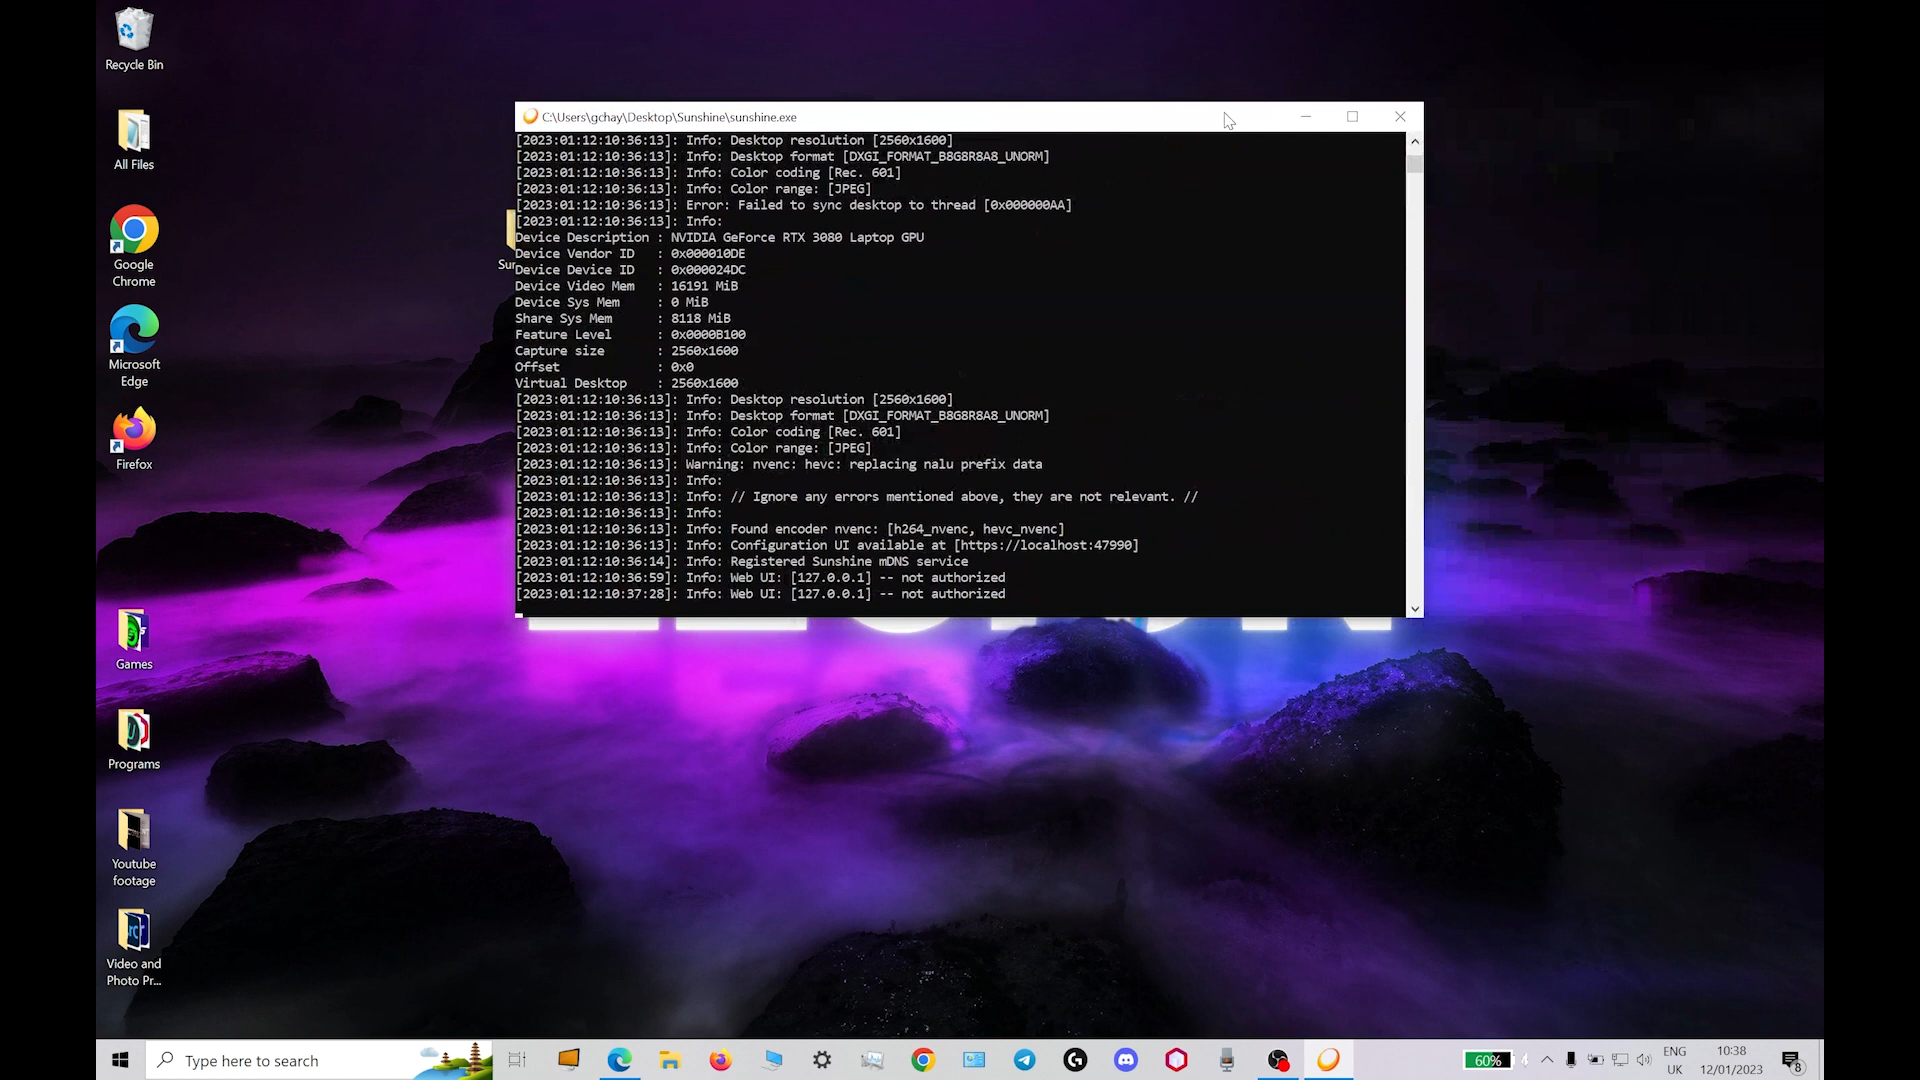 Recycle Bin
All Files
Google
Chrome
Microsoft
Edge
Firefox
Games
Programs
Youtube
footage
Video and
Photo Pr...
Sun
C:\Users\gchay\Desktop\Sunshine\sunshine.exe
[2023:01:12:10:36:13]: Info: Desktop resolution [2560x1600]
[2023:01:12:10:36:13]: Info: Desktop format [DXGI_FORMAT_B8G8R8A8_UNORM]
[2023:01:12:10:36:13]: Info: Color coding [Rec. 601]
[2023:01:12:10:36:13]: Info: Color range: [JPEG]
[2023:01:12:10:36:13]: Error: Failed to sync desktop to thread [0x000000AA]
[2023:01:12:10:36:13]: Info:
Device Description : NVIDIA GeForce RTX 3080 Laptop GPU
Device Vendor ID : 0x000010DE
Device Device ID : 0x000024DC
Device Video Mem : 16191 MiB
Device Sys Mem : 0 MiB
Share Sys Mem : 8118 MiB
Feature Level : 0x0000B100
Capture size : 2560x1600
Offset : 0x0
Virtual Desktop : 2560x1600
[2023:01:12:10:36:13]: Info: Desktop resolution [2560x1600]
[2023:01:12:10:36:13]: Info: Desktop format [DXGI_FORMAT_B8G8R8A8_UNORM]
[2023:01:12:10:36:13]: Info: Color coding [Rec. 601]
[2023:01:12:10:36:13]: Info: Color range: [JPEG]
[2023:01:12:10:36:13]: Warning: nvenc: hevc: replacing nalu prefix data
[2023:01:12:10:36:13]: Info:
[2023:01:12:10:36:13]: Info: // Ignore any errors mentioned above, they are not relevant. //
[2023:01:12:10:36:13]: Info:
[2023:01:12:10:36:13]: Info: Found encoder nvenc: [h264_nvenc, hevc_nvenc]
[2023:01:12:10:36:13]: Info: Configuration UI available at [https://localhost:47990]
[2023:01:12:10:36:14]: Info: Registered Sunshine mDNS service
[2023:01:12:10:36:59]: Info: Web UI: [127.0.0.1] -- not authorized
[2023:01:12:10:37:28]: Info: Web UI: [127.0.0.1] -- not authorized
Type here to search
60%
ENG
UK
10:38
12/01/2023
8